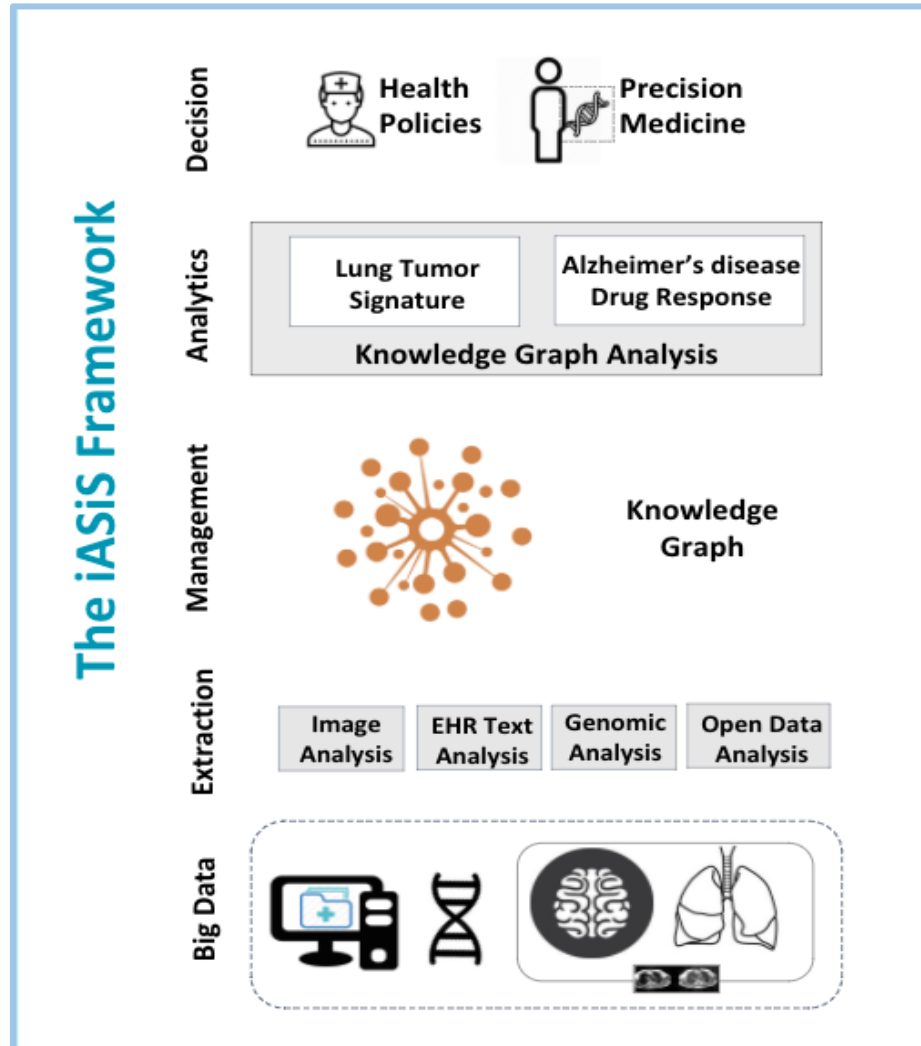 The iASiS Framework
Decision
Health
Policies
Precision
Medicine
Analytics
Lung Tumor
Signature
Alzheimer's disease
Drug Response
Knowledge Graph Analysis
Management
Knowledge
Graph
Extraction
Image
Analysis
EHR Text
Analysis
Genomic
Analysis
Open Data
Analysis
Big Data